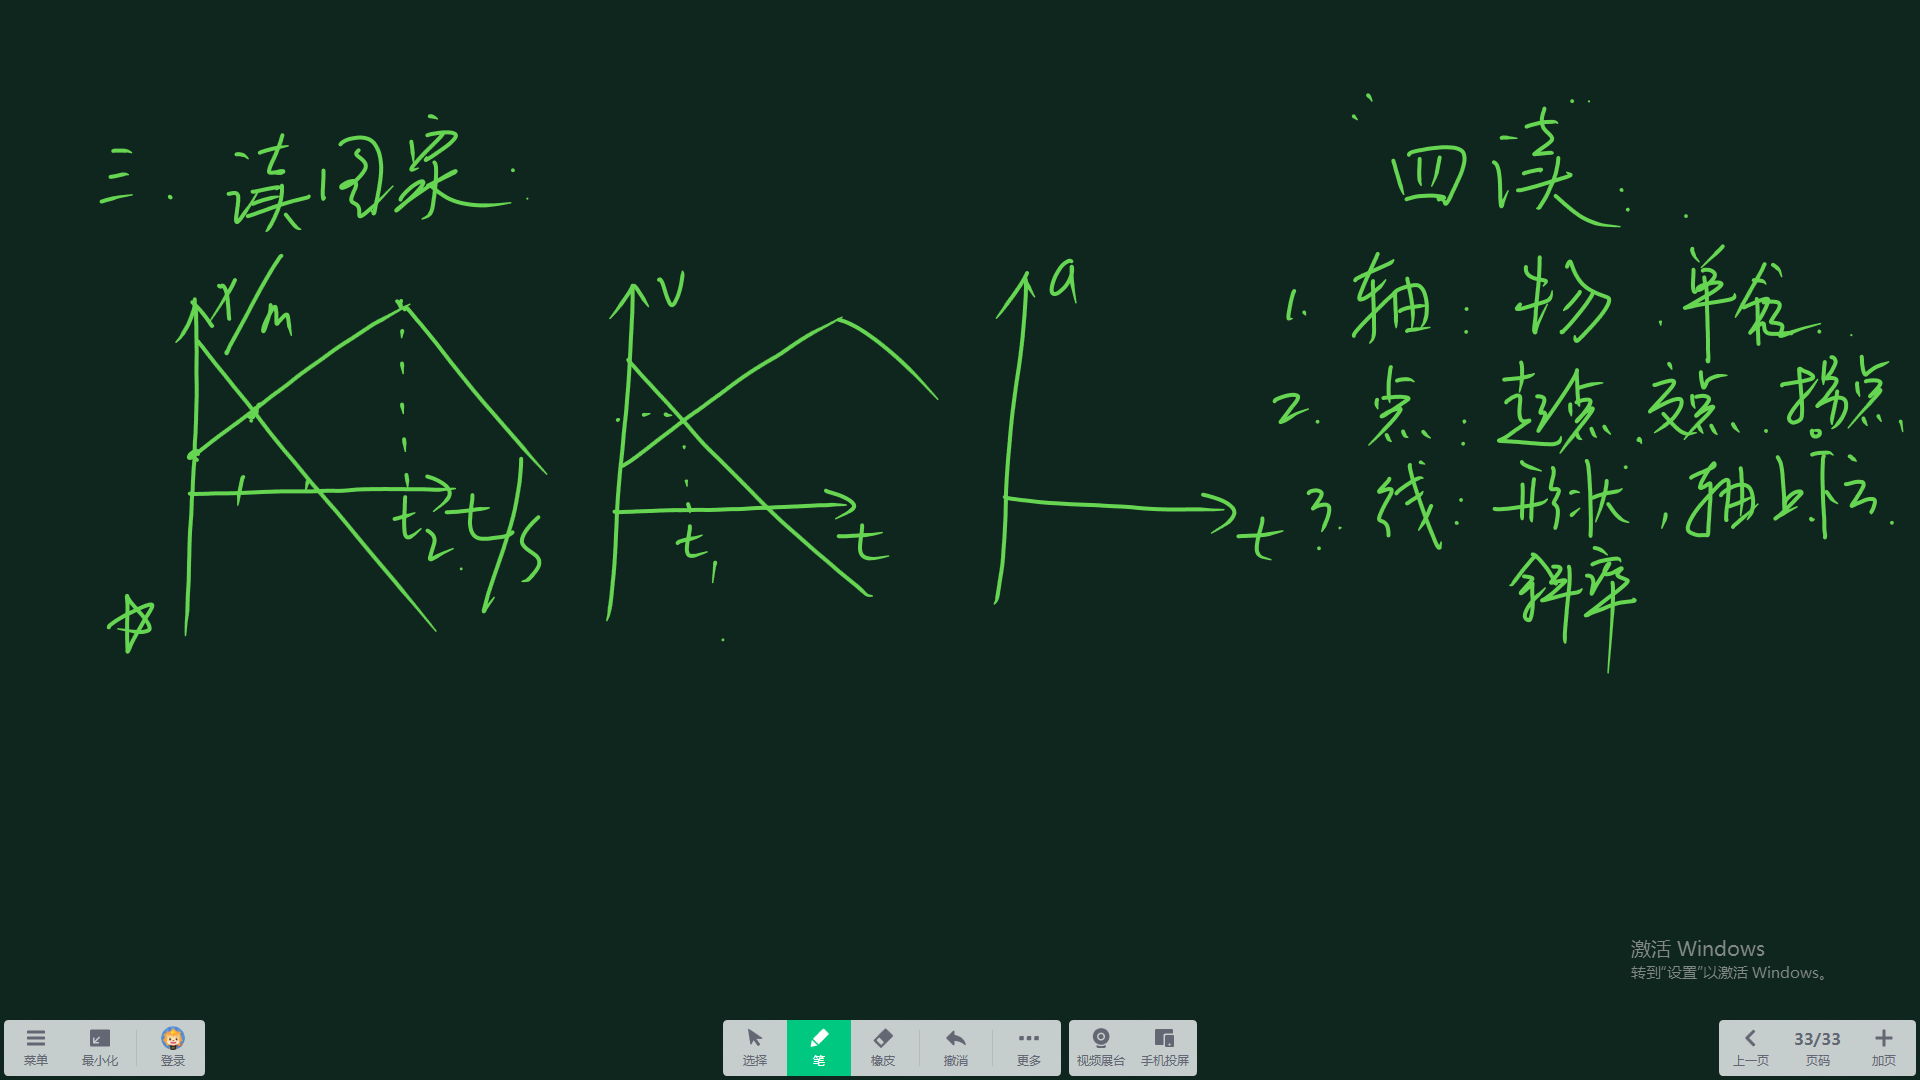 三. 读图像:
四读:
x/m
t/s
t2
v
t
t1
a
t
1. 轴: 物. 单位.
2. 点: 起点. 交点. 拐点.
3. 线: 形状, 轴上下方.
斜率
激活 Windows
转到“设置”以激活 Windows。
菜单 最小化 登录
选择 笔 橡皮 撤消 更多
视频展台 手机投屏
上一页 33/33 页码 加页